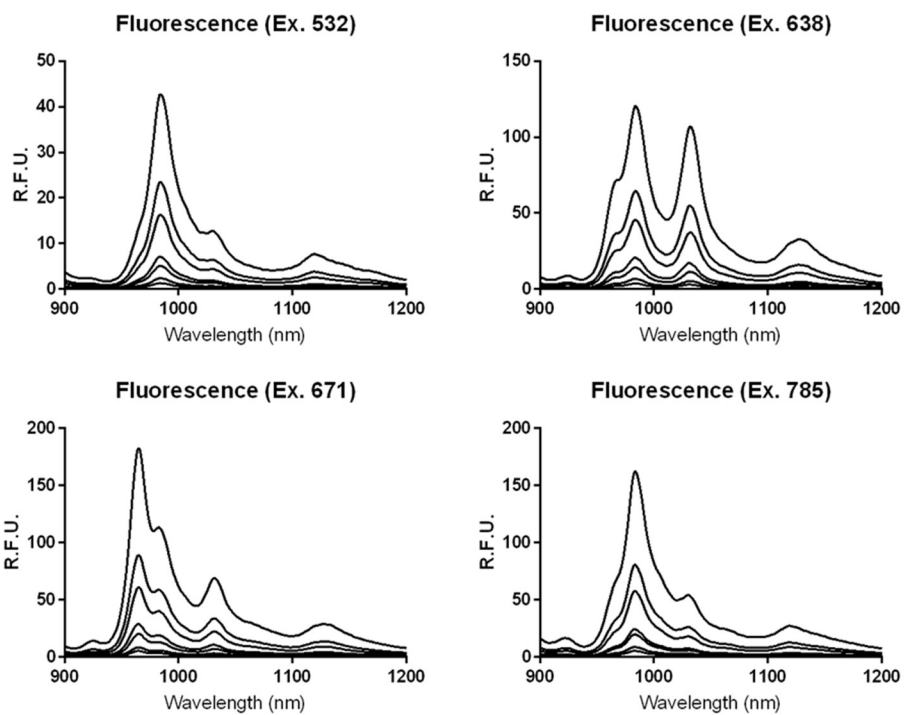 Fluorescence (Ex. 532)
50
40
30
20
10
0
R.F.U.
900 1000 1100 1200
Wavelength (nm)
Fluorescence (Ex. 638)
150
100
50
0
R.F.U.
900 1000 1100 1200
Wavelength (nm)
Fluorescence (Ex. 671)
200
150
100
50
0
R.F.U.
900 1000 1100 1200
Wavelength (nm)
Fluorescence (Ex. 785)
200
150
100
50
0
R.F.U.
900 1000 1100 1200
Wavelength (nm)